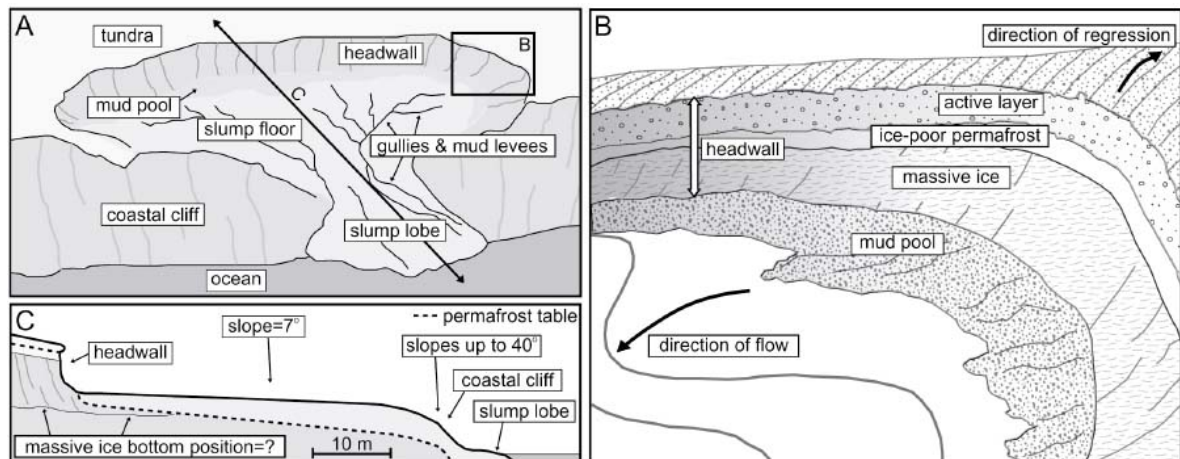 A
tundra
headwall
B
mud pool
C
slump floor
gullies & mud levees
coastal cliff
slump lobe
ocean
B
direction of regression
active layer
ice-poor permafrost
headwall
massive ice
mud pool
direction of flow
C
permafrost table
slope=7°
headwall
slopes up to 40°
coastal cliff
slump lobe
massive ice bottom position=?
10 m